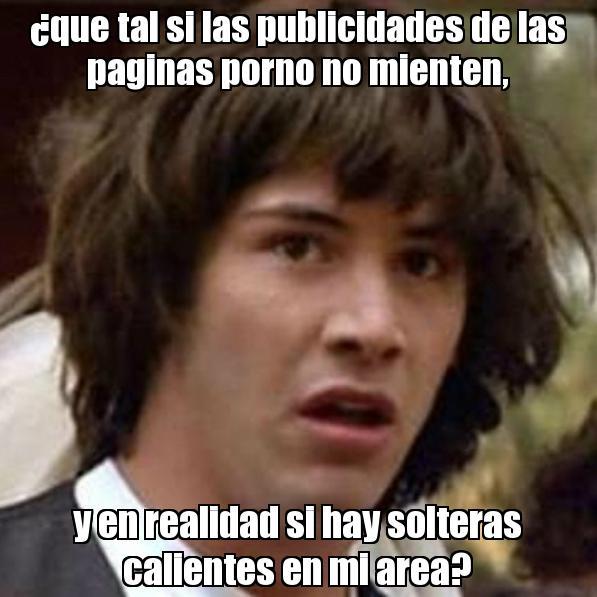 ¿que tal si las publicidades de las
paginas porno no mienten,
y en realidad si hay solteras
calientes en mi area?